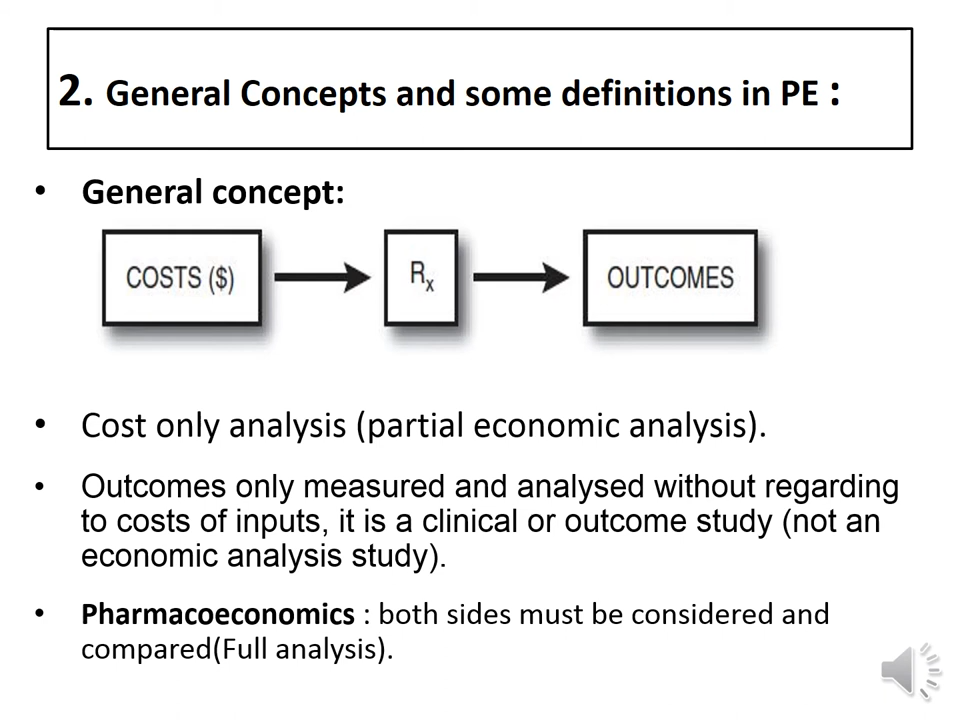 2. General Concepts and some definitions in PE :
• General concept:
COSTS ($) Rx OUTCOMES
• Cost only analysis (partial economic analysis).
• Outcomes only measured and analysed without regarding
to costs of inputs, it is a clinical or outcome study (not an
economic analysis study).
• Pharmacoeconomics : both sides must be considered and
compared(Full analysis).